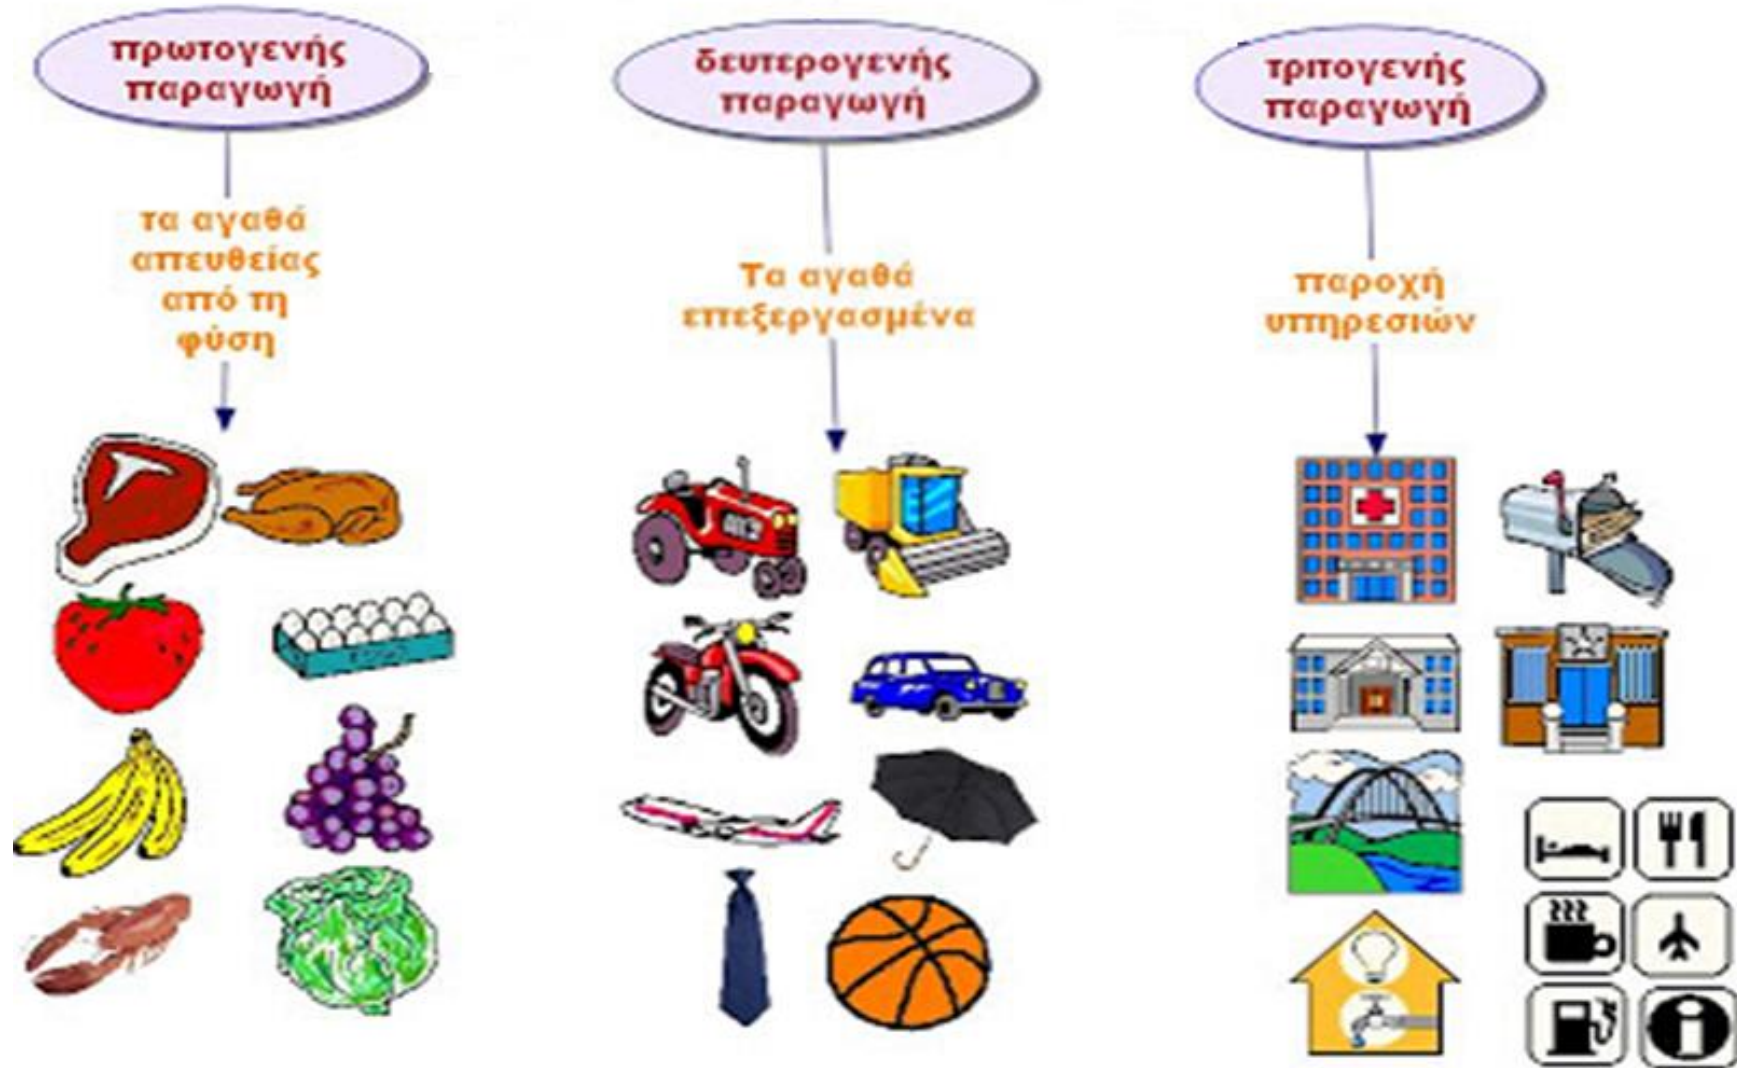 πρωτογενής
παραγωγή
τα αγαθά
απευθείας
από τη
φύση
δευτερογενής
παραγωγή
Τα αγαθά
επεξεργασμένα
τριτογενής
παραγωγή
παροχή
υπηρεσιών